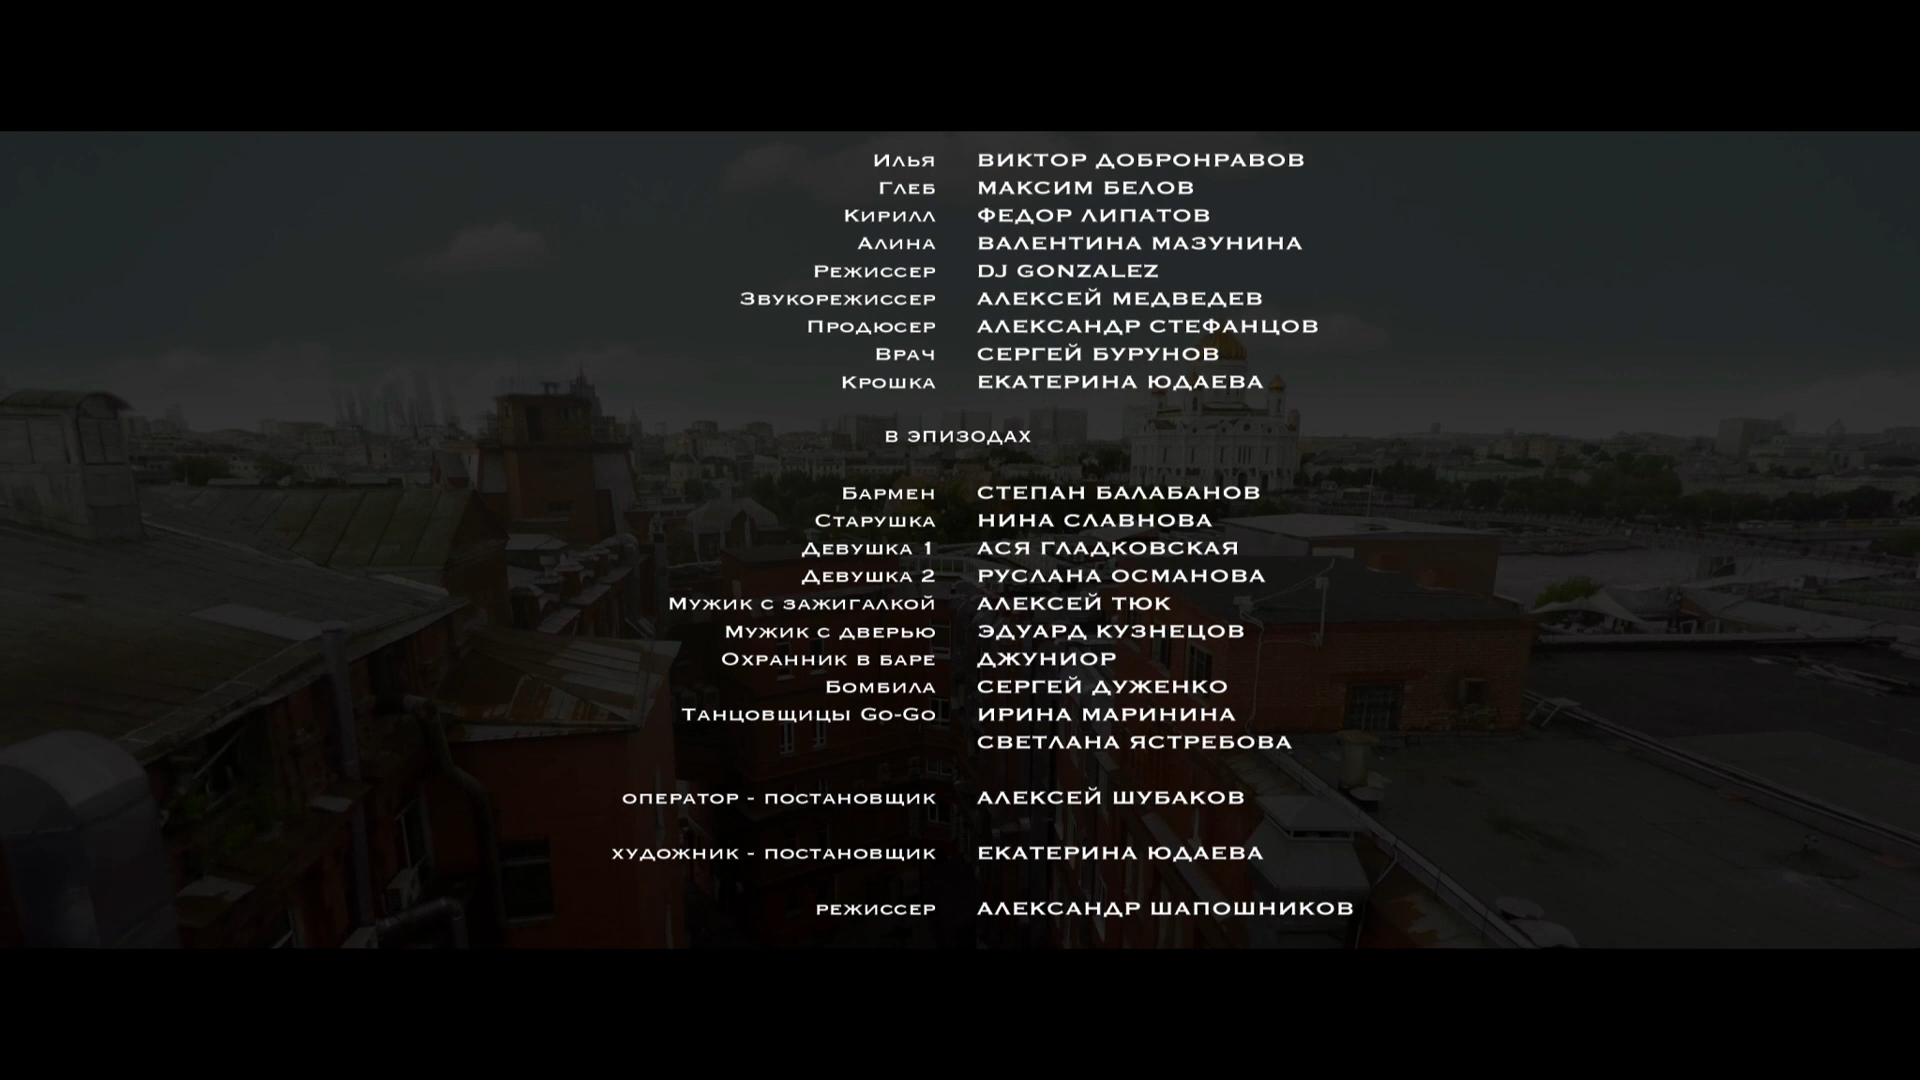 Илья ВИКТОР ДОБРОНРАВОВ
Глеб МАКСИМ БЕЛОВ
Кирилл ФЕДОР ЛИПАТОВ
Алина ВАЛЕНТИНА МАЗУНИНА
Режиссер DJ GONZALEZ
Звукорежиссер АЛЕКСЕЙ МЕДВЕДЕВ
Продюсер АЛЕКСАНДР СТЕФАНЦОВ
Врач СЕРГЕЙ БУРУНОВ
Крошка ЕКАТЕРИНА ЮДАЕВА
В ЭПИЗОДАХ
Бармен СТЕПАН БАЛАБАНОВ
Старушка НИНА СЛАВНОВА
Девушка 1 АСЯ ГЛАДКОВСКАЯ
Девушка 2 РУСЛАНА ОСМАНОВА
Мужик с зажигалкой АЛЕКСЕЙ ТЮК
Мужик с дверью ЭДУАРД КУЗНЕЦОВ
Охранник в баре ДЖУНИОР
Бомбила СЕРГЕЙ ДУЖЕНКО
Танцовщицы Go-Go ИРИНА МАРИНИНА
СВЕТЛАНА ЯСТРЕБОВА
оператор - постановщик АЛЕКСЕЙ ШУБАКОВ
художник - постановщик ЕКАТЕРИНА ЮДАЕВА
режиссер АЛЕКСАНДР ШАПОШНИКОВ